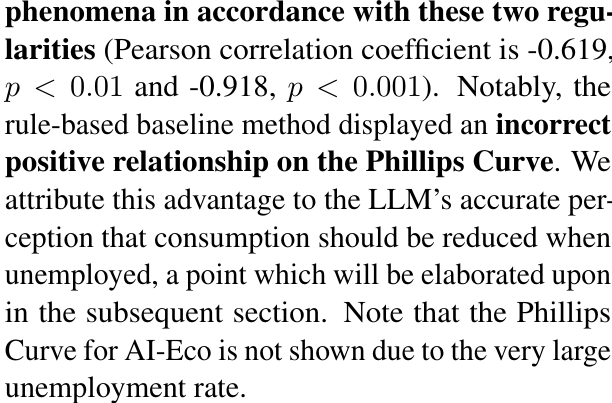 phenomena in accordance with these two regu-
larities (Pearson correlation coefficient is -0.619,
p < 0.01 and -0.918, p < 0.001). Notably, the
rule-based baseline method displayed an incorrect
positive relationship on the Phillips Curve. We
attribute this advantage to the LLM's accurate per-
ception that consumption should be reduced when
unemployed, a point which will be elaborated upon
in the subsequent section. Note that the Phillips
Curve for AI-Eco is not shown due to the very large
unemployment rate.